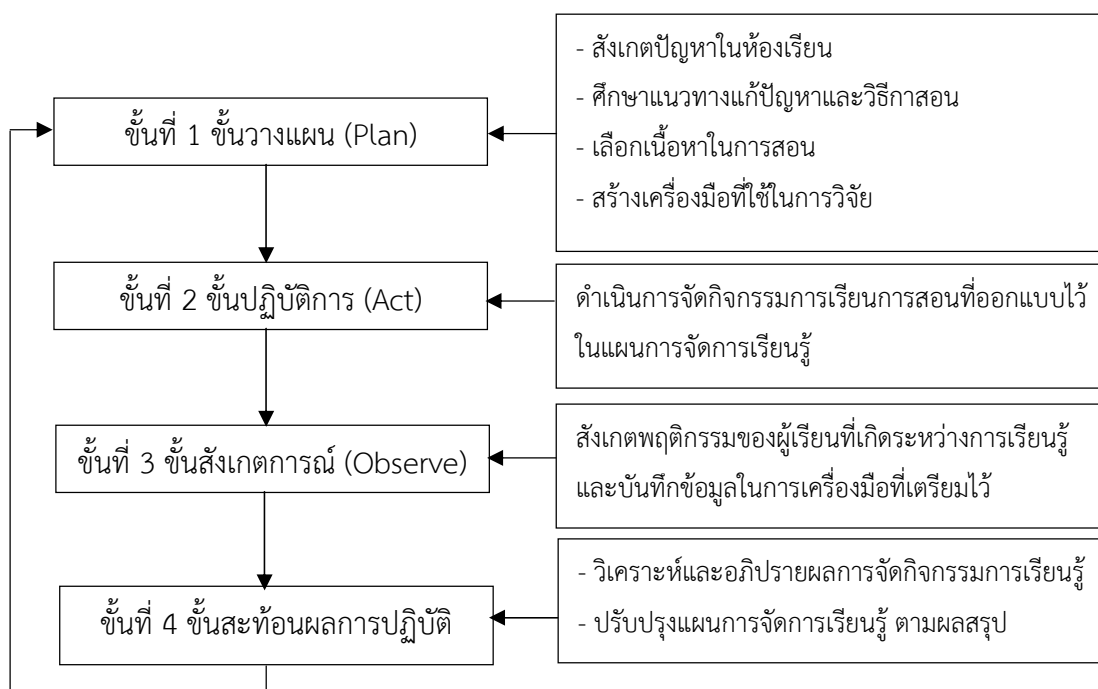 - สังเกตปัญหาในห้องเรียน
- ศึกษาแนวทางแก้ปัญหาและวิธีกาสอน
- เลือกเนื้อหาในการสอน
- สร้างเครื่องมือที่ใช้ในการวิจัย
ขั้นที่ 1 ขั้นวางแผน (Plan)
ขั้นที่ 2 ขั้นปฏิบัติการ (Act)
ดำเนินการจัดกิจกรรมการเรียนการสอนที่ออกแบบไว้
ในแผนการจัดการเรียนรู้
ขั้นที่ 3 ขั้นสังเกตการณ์ (Observe)
สังเกตพฤติกรรมของผู้เรียนที่เกิดระหว่างการเรียนรู้
และบันทึกข้อมูลในการเครื่องมือที่เตรียมไว้
ขั้นที่ 4 ขั้นสะท้อนผลการปฏิบัติ
- วิเคราะห์และอภิปรายผลการจัดกิจกรรมการเรียนรู้
- ปรับปรุงแผนการจัดการเรียนรู้ ตามผลสรุป